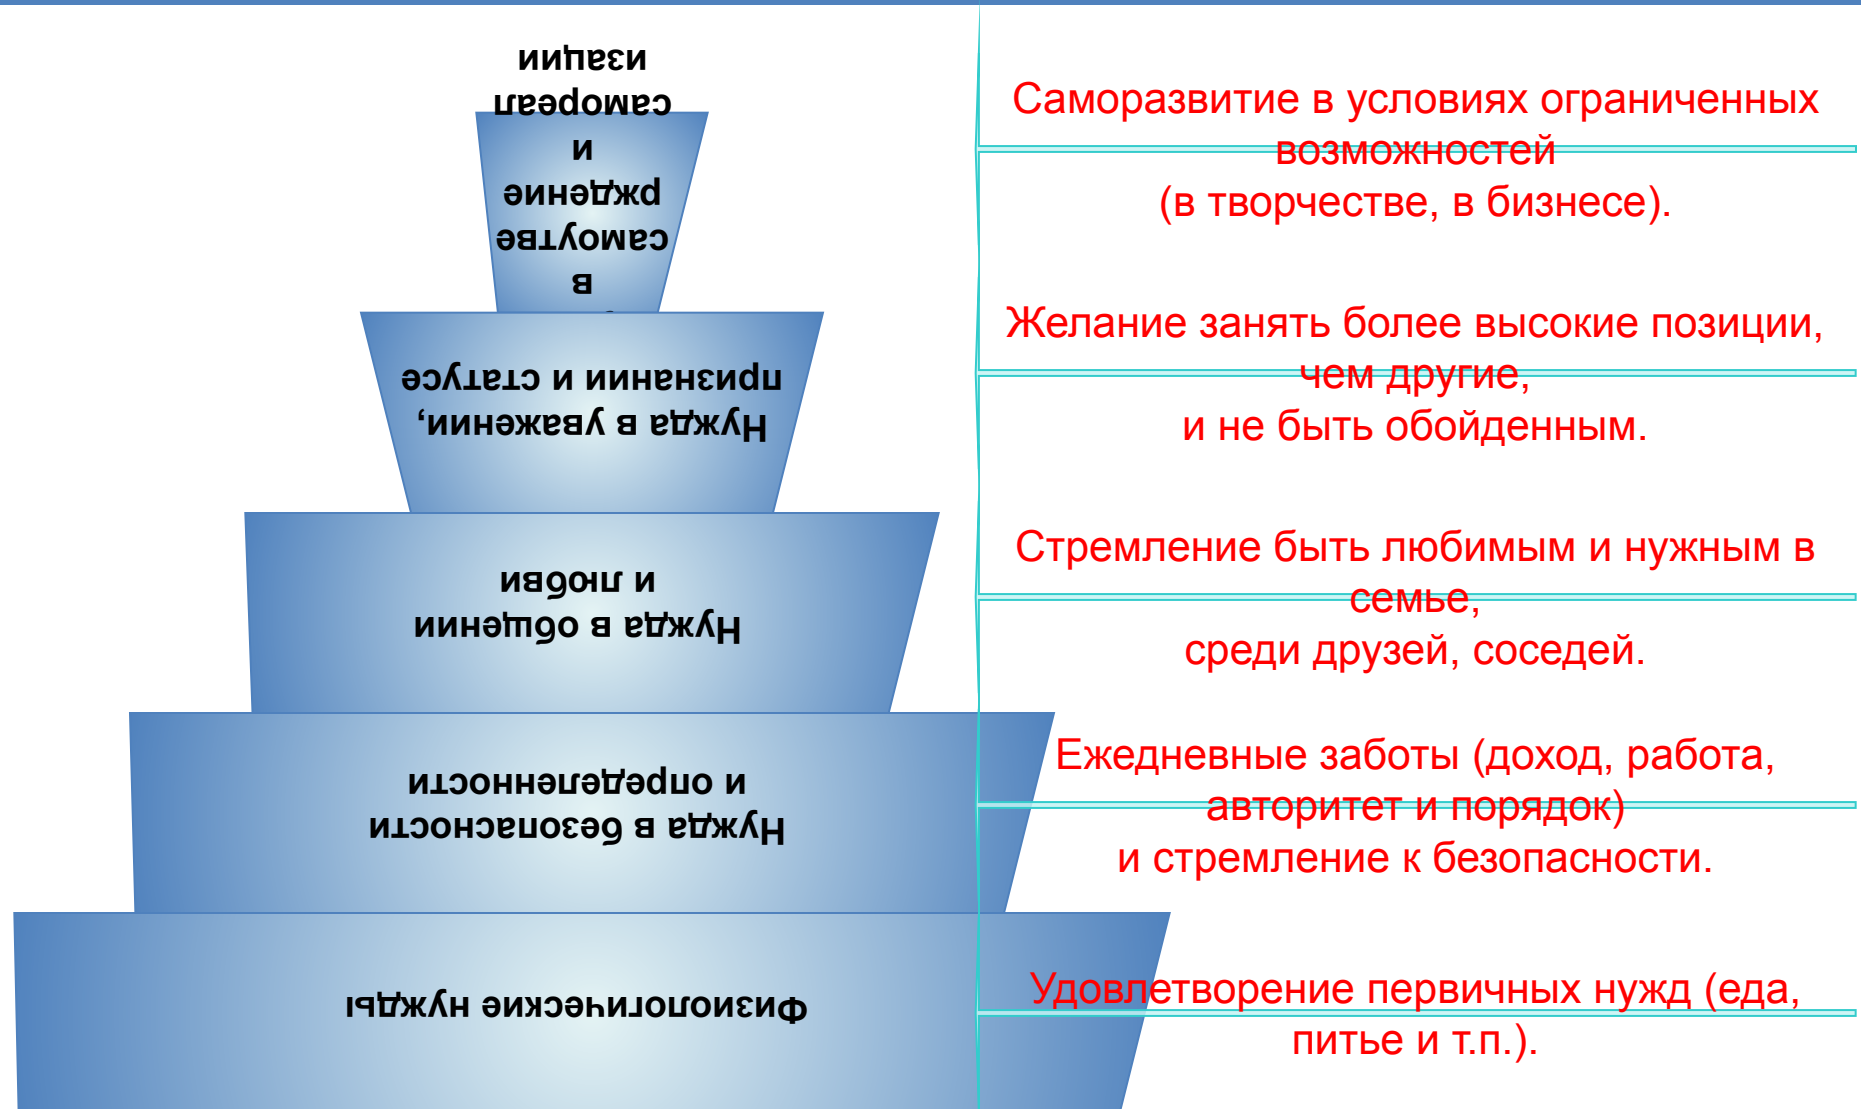 в
самоутве
рждение
и
самореал
изации
Саморазвитие в условиях ограниченных
возможностей
(в творчестве, в бизнесе).
Нужда в уважении,
признании и статусе
Желание занять более высокие позиции,
чем другие,
и не быть обойденным.
Нужда в общении
и любви
Стремление быть любимым и нужным в
семье,
среди друзей, соседей.
Нужда в безопасности
и определенности
Ежедневные заботы (доход, работа,
авторитет и порядок)
и стремление к безопасности.
Физиологические нужды
Удовлетворение первичных нужд (еда,
питье и т.п.).